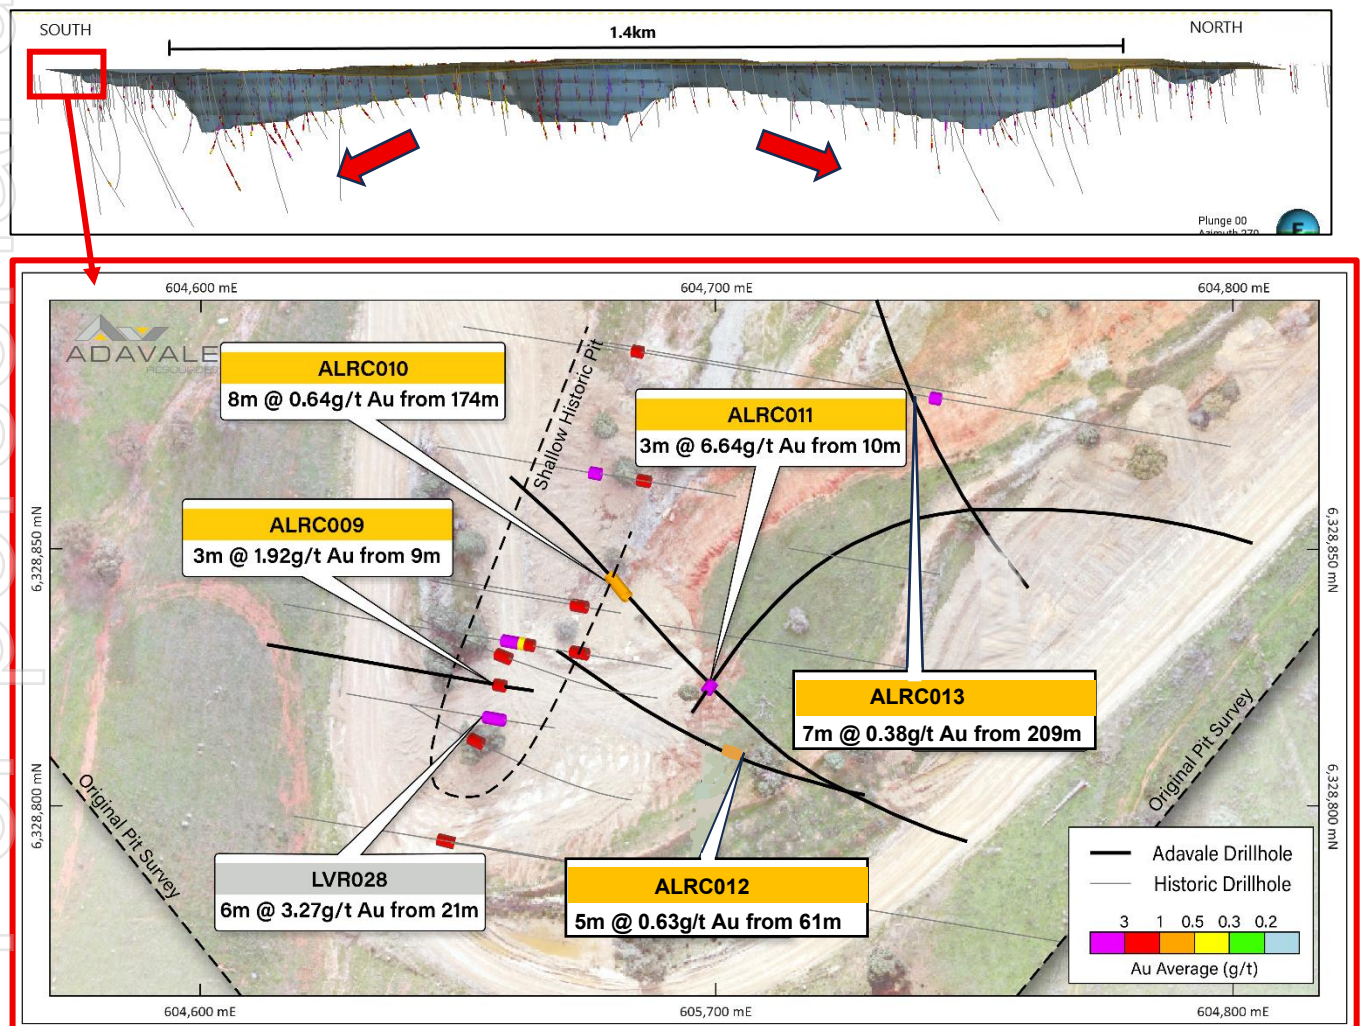 SOUTH
1.4km
NORTH
Plunge 00
Azimuth 270
E
604,600 mE
604,700 mE
604,800 mE
ADAVALE
RESOURCES
ALRC010
8m @ 0.64g/t Au from 174m
Shallow Historic Pit
ALRC011
3m @ 6.64g/t Au from 10m
ALRC009
3m @ 1.92g/t Au from 9m
6,328,850 mN
6,328,850 mN
ALRC013
7m @ 0.38g/t Au from 209m
Original Pit Survey
Original Pit Survey
6,328,800 mN
6,328,800 mN
LVR028
6m @ 3.27g/t Au from 21m
ALRC012
5m @ 0.63g/t Au from 61m
Adavale Drillhole
Historic Drillhole
3 1 0.5 0.3 0.2
Au Average (g/t)
604,600 mE
605,700 mE
604,800 mE